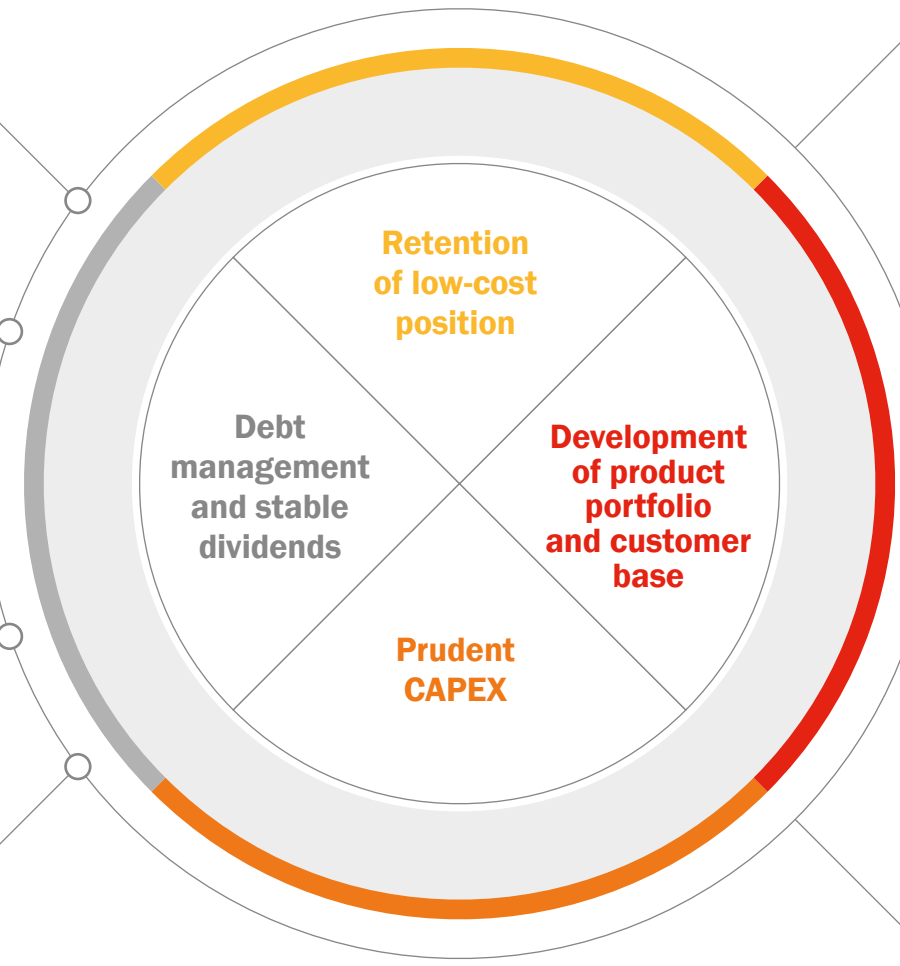 Retention
of low-cost
position
Debt
management
and stable
dividends
Development
of product
portfolio
and customer
base
Prudent
CAPEX